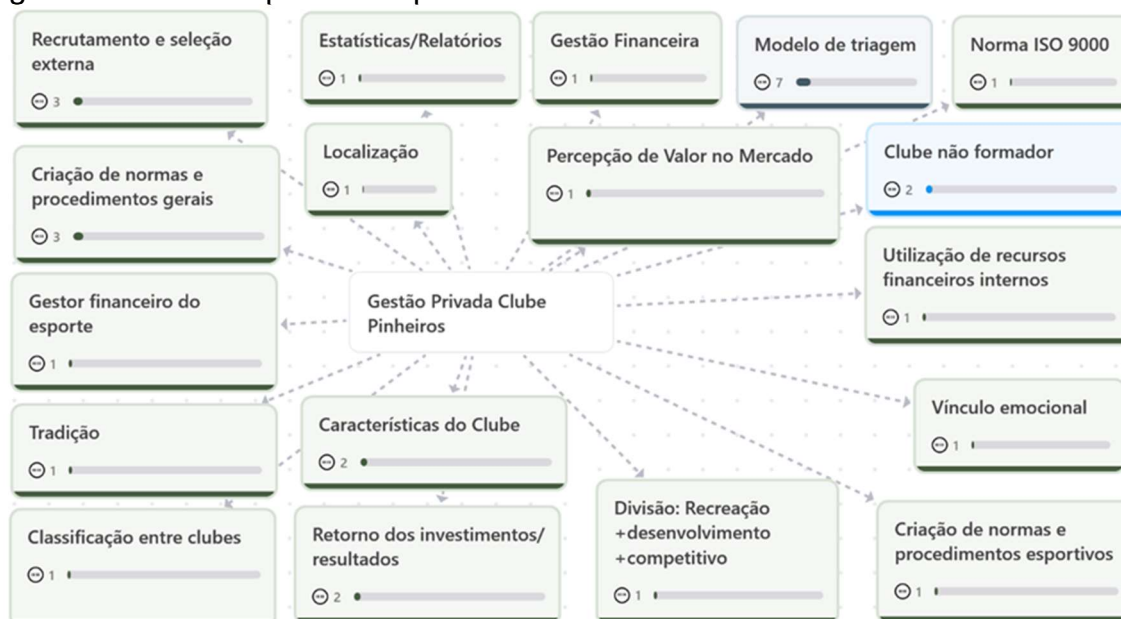 Recrutamento e seleção
externa
3
Estatísticas/Relatórios
1
Gestão Financeira
1
Modelo de triagem
7
Norma ISO 9000
1
Localização
1
Percepção de Valor no Mercado
1
Clube não formador
2
Criação de normas e
procedimentos gerais
3
Utilização de recursos
financeiros internos
1
Gestão Privada Clube
Pinheiros
Gestor financeiro do
esporte
1
Vínculo emocional
1
Tradição
1
Características do Clube
2
Divisão: Recreação
+desenvolvimento
+competitivo
1
Criação de normas e
procedimentos esportivos
1
Classificação entre clubes
1
Retorno dos investimentos/
resultados
2